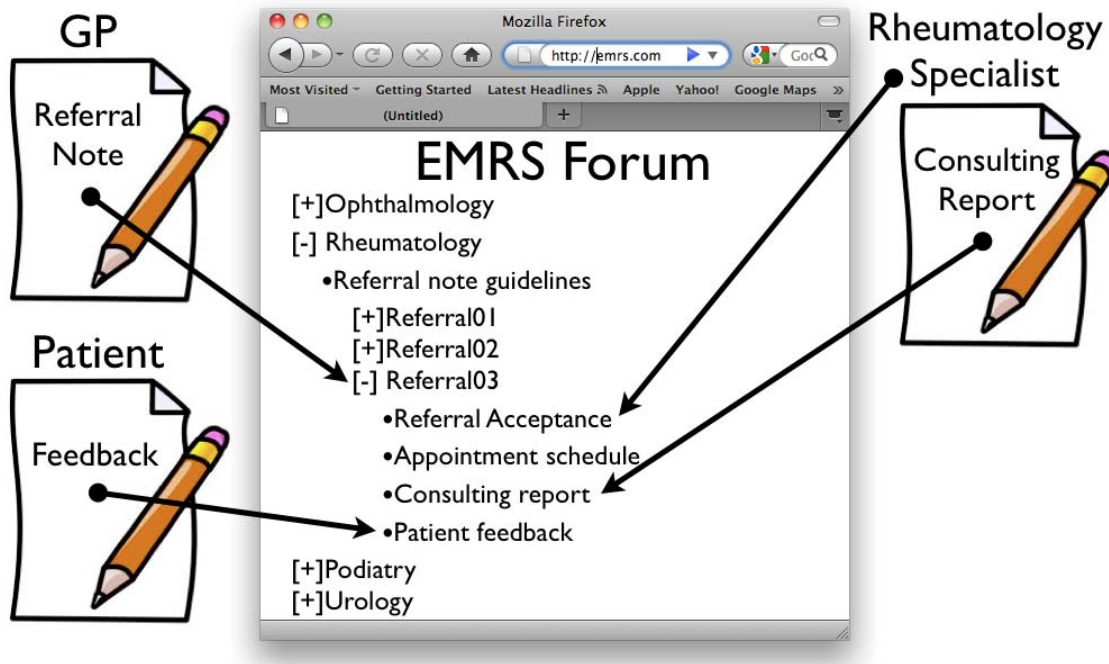 GP
Referral
Note
Patient
Feedback
Mozilla Firefox
http://emrs.com
Goc
Most Visited
Getting Started
Latest Headlines
Apple
Yahoo!
Google Maps
»
(Untitled)
+
EMRS Forum
[+]Ophthalmology
[-] Rheumatology
•Referral note guidelines
[+]Referral01
[+]Referral02
[-] Referral03
•Referral Acceptance
•Appointment schedule
•Consulting report
•Patient feedback
[+]Podiatry
[+]Urology
Rheumatology
Specialist
Consulting
Report